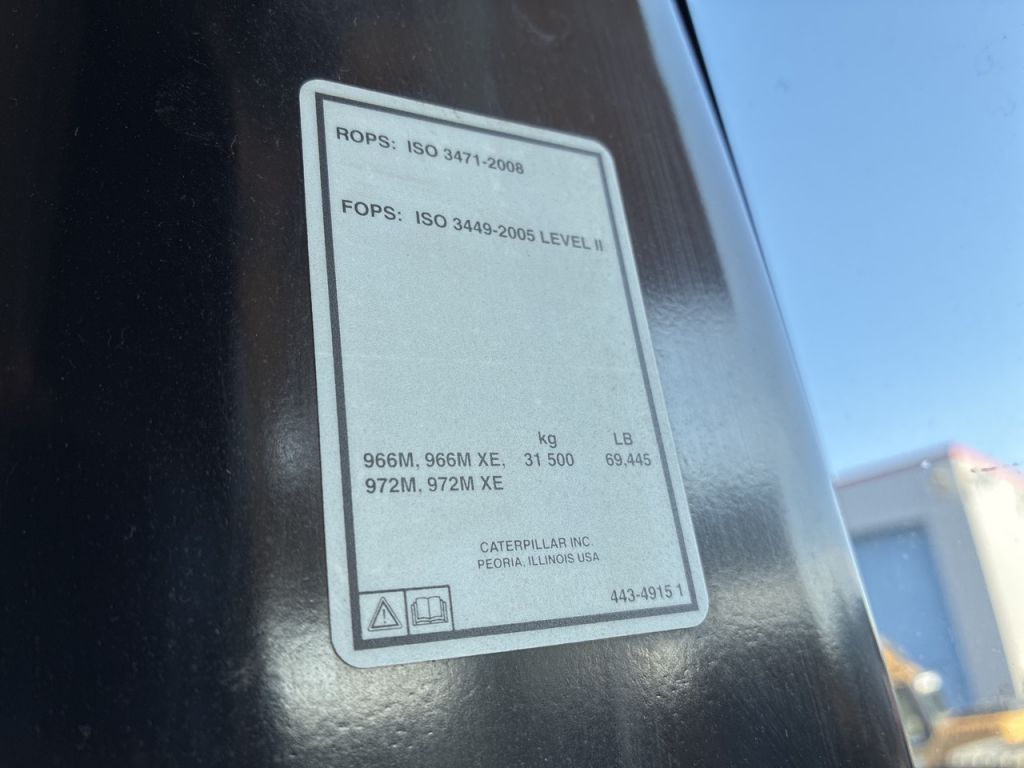 ROPS: ISO 3471-2008
FOPS: ISO 3449-2005 LEVEL II
kg LB
966M, 966M XE, 31 500 69,445
972M, 972M XE
CATERPILLAR INC.
PEORIA, ILLINOIS USA
443-4915 1